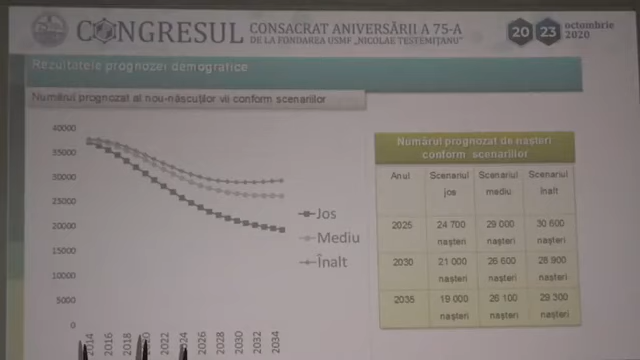 CONGRESUL
CONSACRAT ANIVERSĂRII A 75-A
DE LA FONDAREA USMF „NICOLAE TESTEMIȚANU”
20 23 octombrie
2020
Rezultatele prognozei demografice
Numărul prognozat al nou-născuților vii conform scenariilor
40000
35000
30000
25000
20000
15000
10000
5000
0
2014 2016 2018 2020 2022 2024 2026 2028 2030 2032 2034
Jos
Mediu
Înalt
Numărul prognozat de nașteri
conform scenariilor
Anul Scenariul jos Scenariul mediu Scenariul înalt
2025 24 700 nașteri 29 000 nașteri 30 600 nașteri
2030 21 000 nașteri 26 600 nașteri 28 900 nașteri
2035 19 000 nașteri 26 100 nașteri 29 300 nașteri